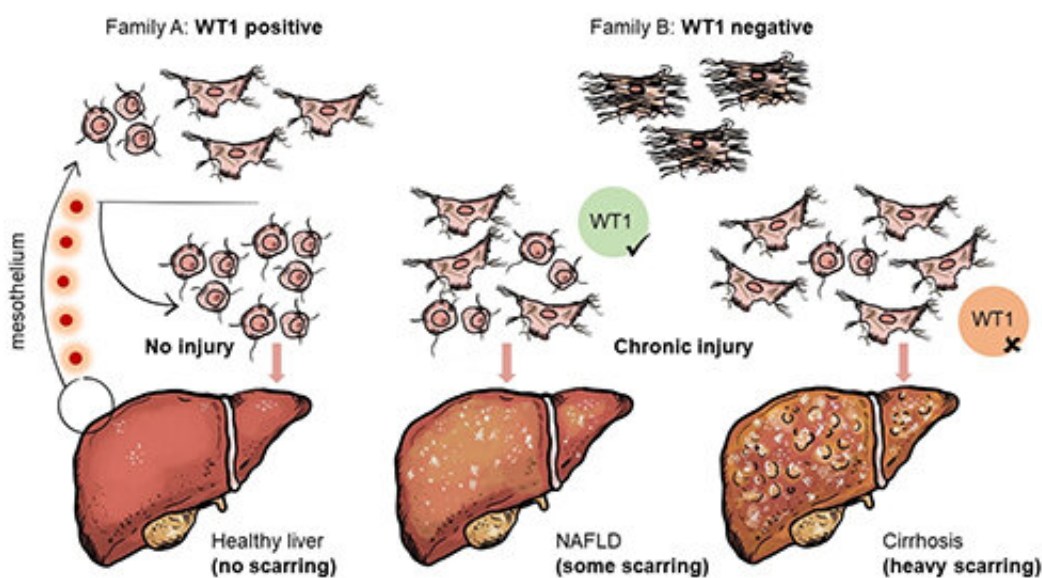 Family A: WT1 positive
Family B: WT1 negative
mesothelium
WT1
WT1
No injury
Chronic injury
Healthy liver
(no scarring)
NAFLD
(some scarring)
Cirrhosis
(heavy scarring)